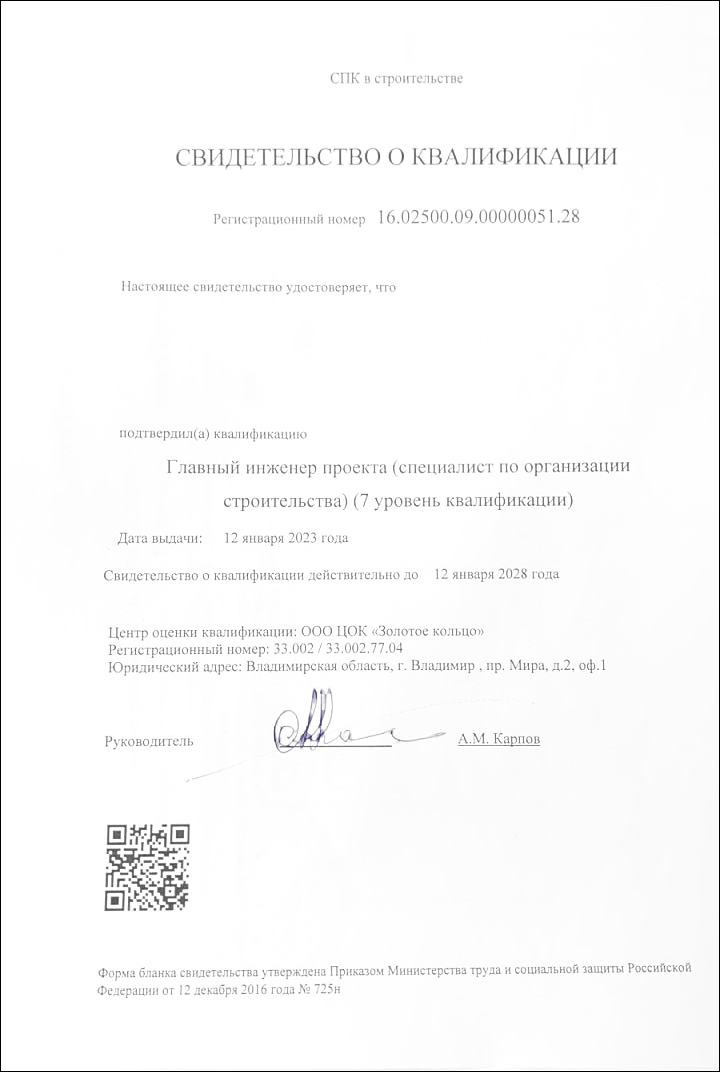 СПК в строительстве
СВИДЕТЕЛЬСТВО О КВАЛИФИКАЦИИ
Регистрационный номер 16.02500.09.00000051.28
Настоящее свидетельство удостоверяет, что
подтвердил(а) квалификацию
Главный инженер проекта (специалист по организации
строительства) (7 уровень квалификации)
Дата выдачи: 12 января 2023 года
Свидетельство о квалификации действительно до 12 января 2028 года
Центр оценки квалификации: ООО ЦОК «Золотое кольцо»
Регистрационный номер: 33.002 / 33.002.77.04
Юридический адрес: Владимирская область, г. Владимир , пр. Мира, д.2, оф.1
Руководитель А.М. Карпов
Форма бланка свидетельства утверждена Приказом Министерства труда и социальной защиты Российской
Федерации от 12 декабря 2016 года № 725н